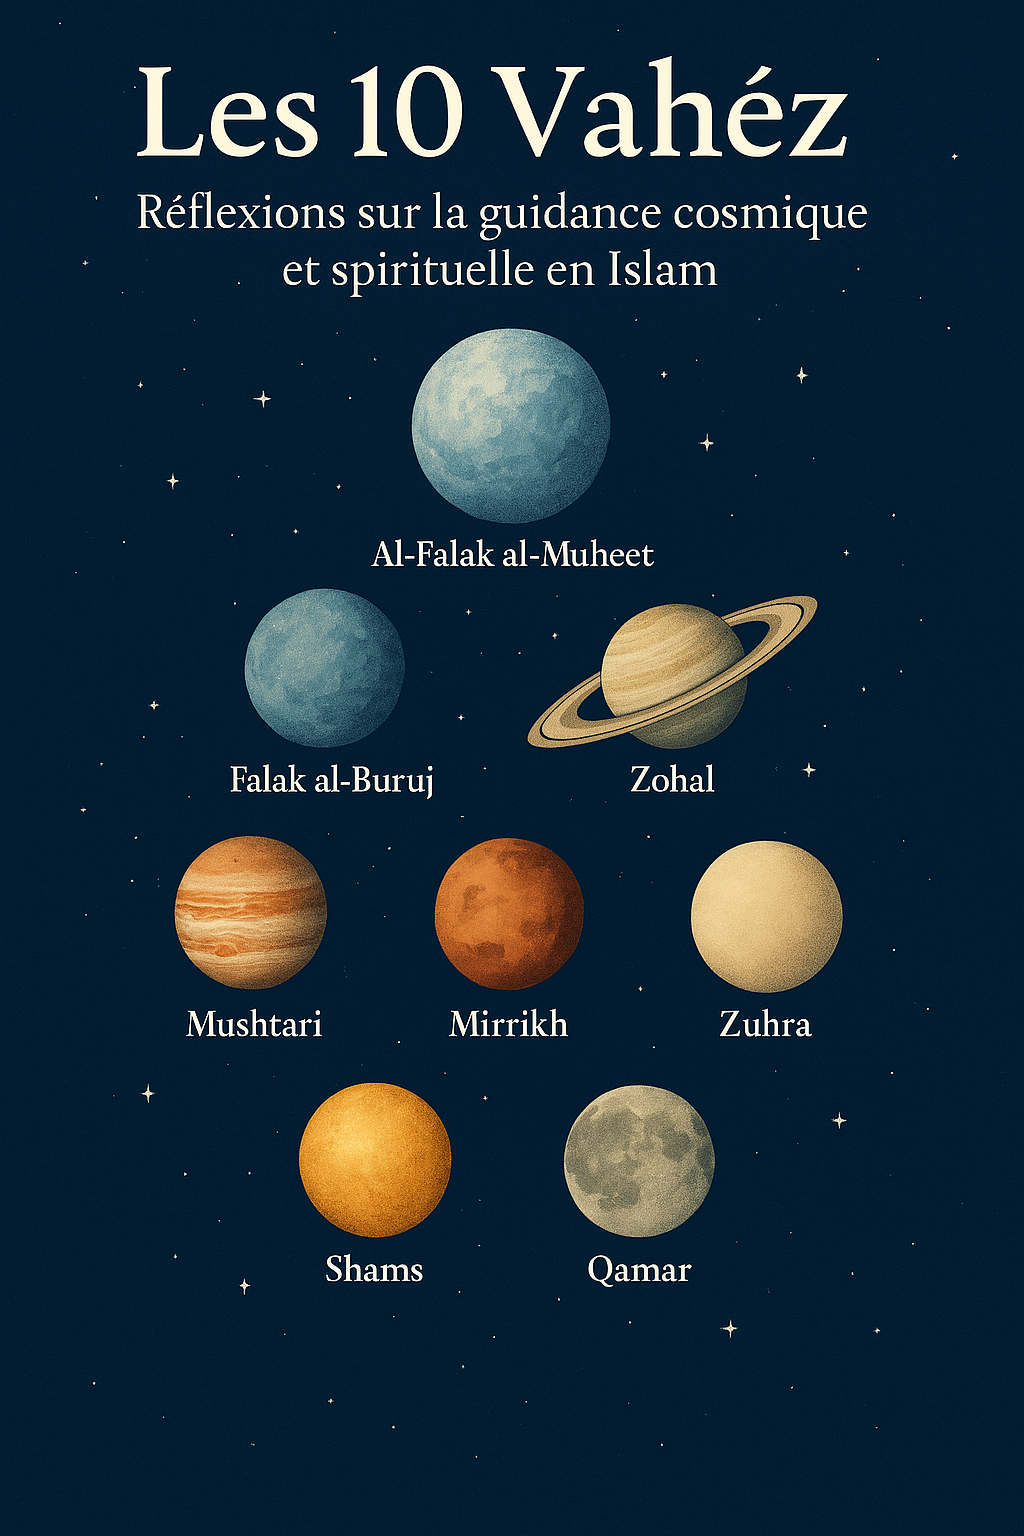 Les 10 Vahéz
Réflexions sur la guidance cosmique
et spirituelle en Islam
Al-Falak al-Muheet
Falak al-Buruj
Zohal
Mushtari
Mirrikh
Zuhra
Shams
Qamar